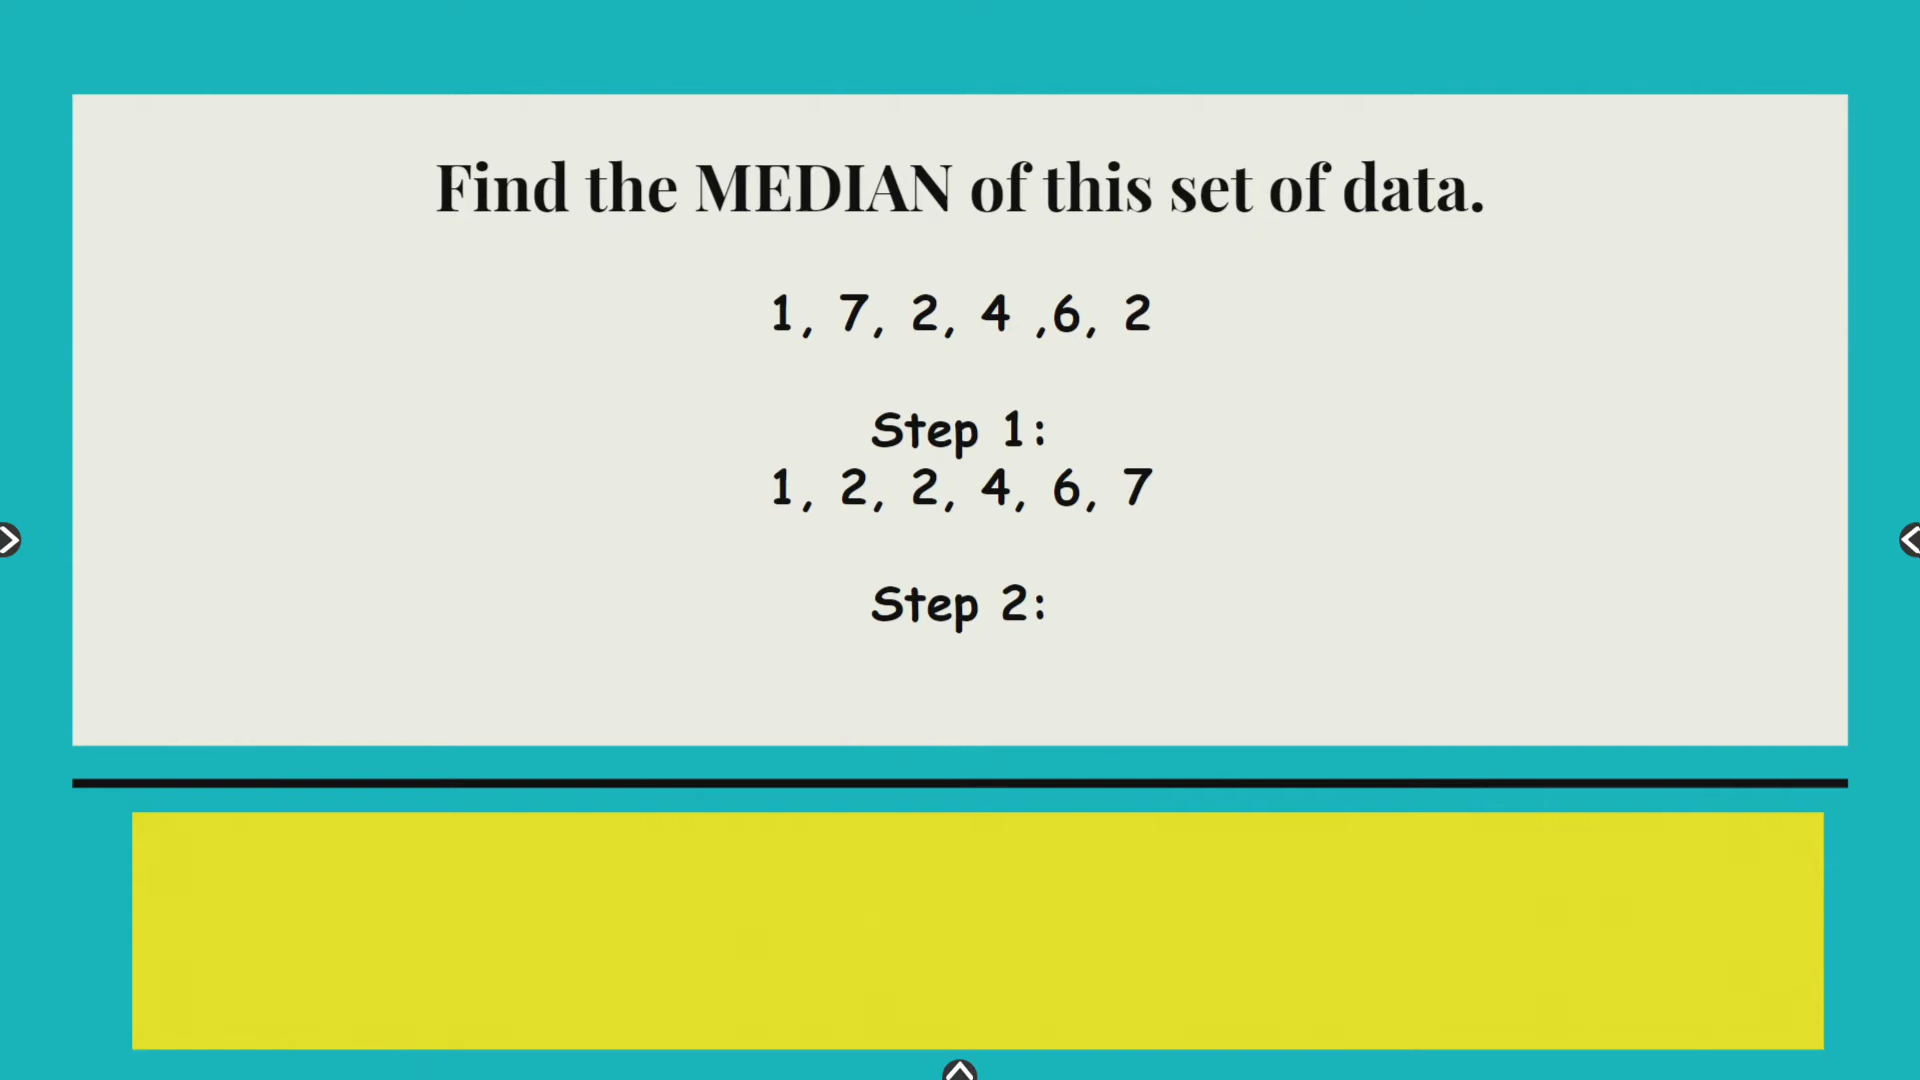 Find the MEDIAN of this set of data.
1, 7, 2, 4 ,6, 2
Step 1:
1, 2, 2, 4, 6, 7
Step 2: